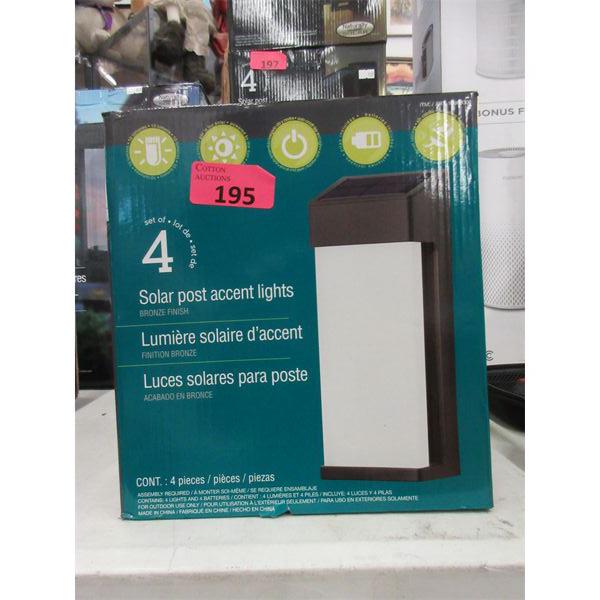 197
4
Solar post
BONUS F
COTTON
AUCTIONS
195
set of • lot de • set de
4
Solar post accent lights
BRONZE FINISH
Lumière solaire d'accent
FINITION BRONZE
Luces solares para poste
ACABADO EN BRONCE
CONT. : 4 pieces / pièces / piezas
ASSEMBLY REQUIRED / À MONTER SOI-MÊME / SE REQUIERE ENSAMBLAJE
CONTAINS: 4 LIGHTS AND 4 BATTERIES / CONTIENT : 4 LUMIÈRES ET 4 PILES / INCLUYE: 4 LUCES Y 4 PILAS
FOR OUTDOOR USE ONLY / POUR UTILISATION À L'EXTÉRIEUR SEULEMENT / PARA USO EN EXTERIORES SOLAMENTE
MADE IN CHINA / FABRIQUÉ EN CHINE / HECHO EN CHINA